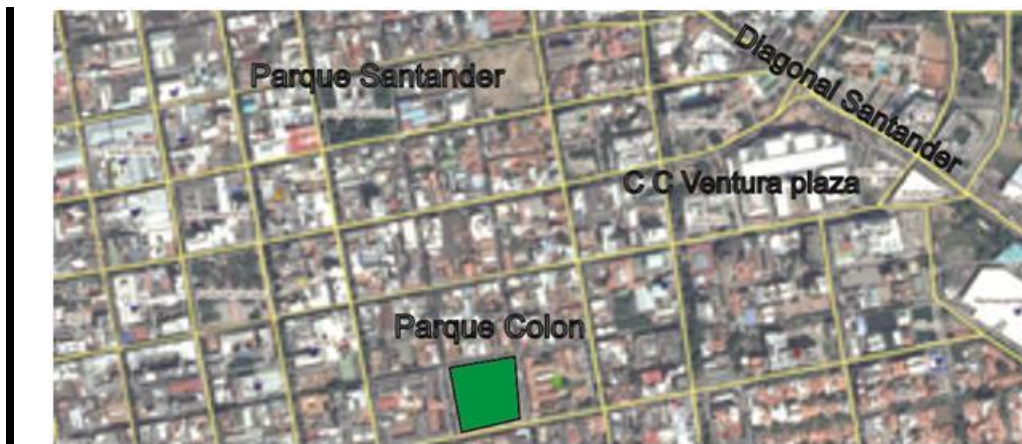 Diagonal Santander
Parque Santander
C C Ventura plaza
Parque Colon